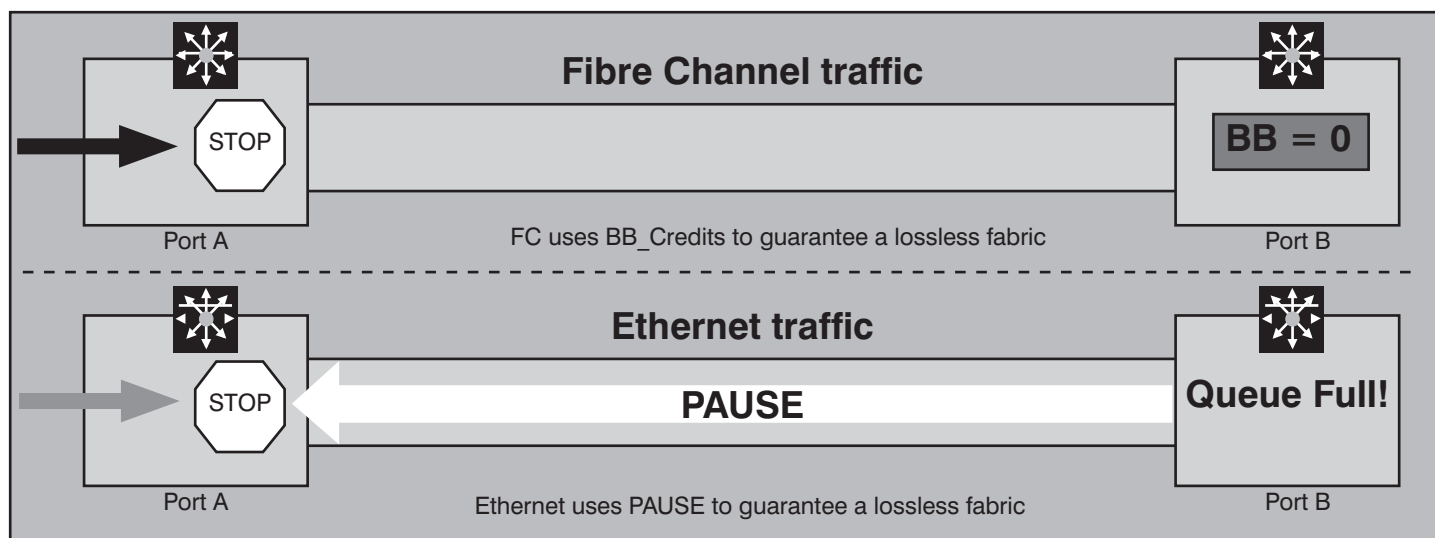 Fibre Channel traffic
STOP
BB = 0
Port A
FC uses BB_Credits to guarantee a lossless fabric
Port B
Ethernet traffic
STOP
PAUSE
Queue Full!
Port A
Ethernet uses PAUSE to guarantee a lossless fabric
Port B